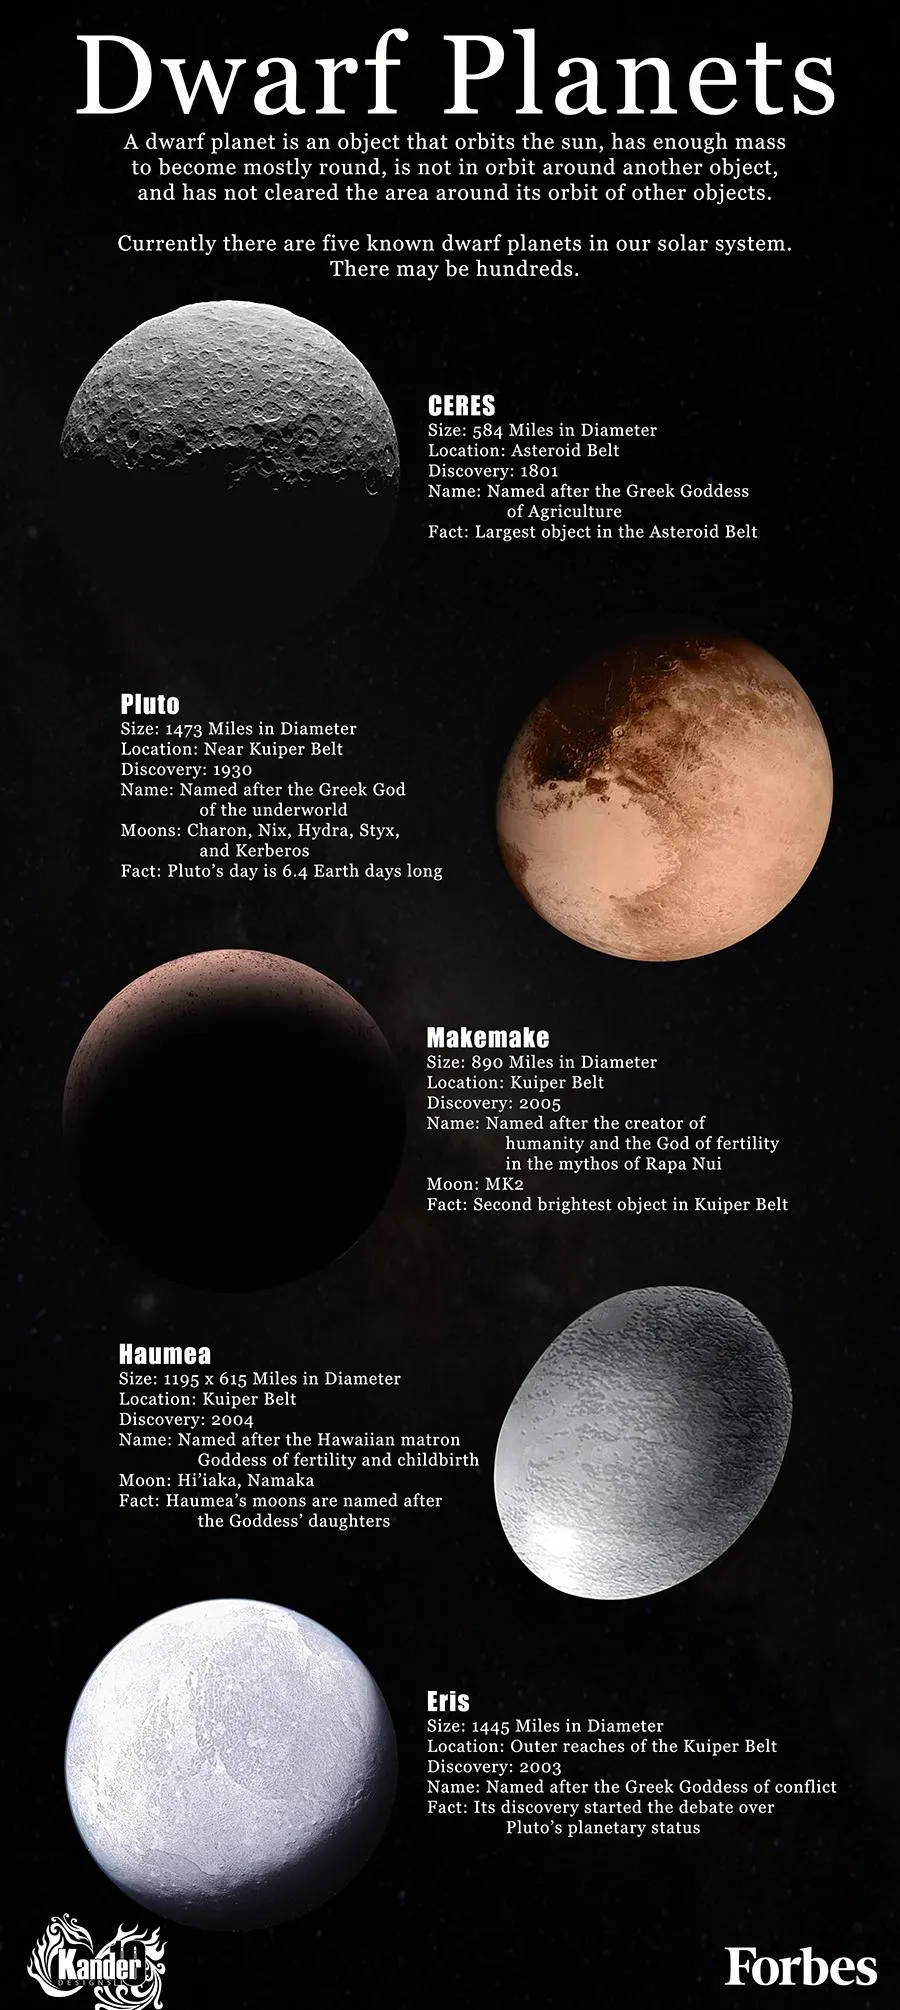 Dwarf Planets
A dwarf planet is an object that orbits the sun, has enough mass
to become mostly round, is not in orbit around another object,
and has not cleared the area around its orbit of other objects.
Currently there are five known dwarf planets in our solar system.
There may be hundreds.
CERES
Size: 584 Miles in Diameter
Location: Asteroid Belt
Discovery: 1801
Name: Named after the Greek Goddess
of Agriculture
Fact: Largest object in the Asteroid Belt
Pluto
Size: 1473 Miles in Diameter
Location: Near Kuiper Belt
Discovery: 1930
Name: Named after the Greek God
of the underworld
Moons: Charon, Nix, Hydra, Styx,
and Kerberos
Fact: Pluto's day is 6.4 Earth days long
Makemake
Size: 890 Miles in Diameter
Location: Kuiper Belt
Discovery: 2005
Name: Named after the creator of
humanity and the God of fertility
in the mythos of Rapa Nui
Moon: MK2
Fact: Second brightest object in Kuiper Belt
Haumea
Size: 1195 x 615 Miles in Diameter
Location: Kuiper Belt
Discovery: 2004
Name: Named after the Hawaiian matron
Goddess of fertility and childbirth
Moon: Hi'iaka, Namaka
Fact: Haumea's moons are named after
the Goddess' daughters
Eris
Size: 1445 Miles in Diameter
Location: Outer reaches of the Kuiper Belt
Discovery: 2003
Name: Named after the Greek Goddess of conflict
Fact: Its discovery started the debate over
Pluto's planetary status
Kander
Forbes